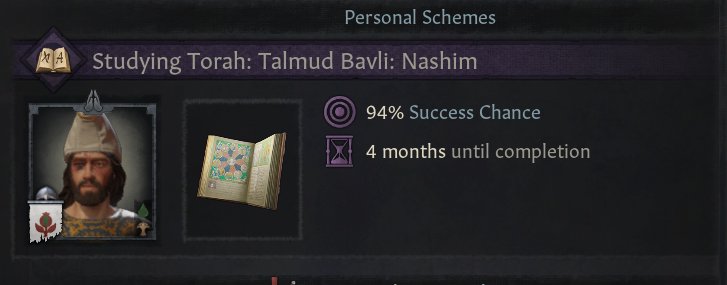 Personal Schemes
Studying Torah: Talmud Bavli: Nashim
94% Success Chance
4 months until completion